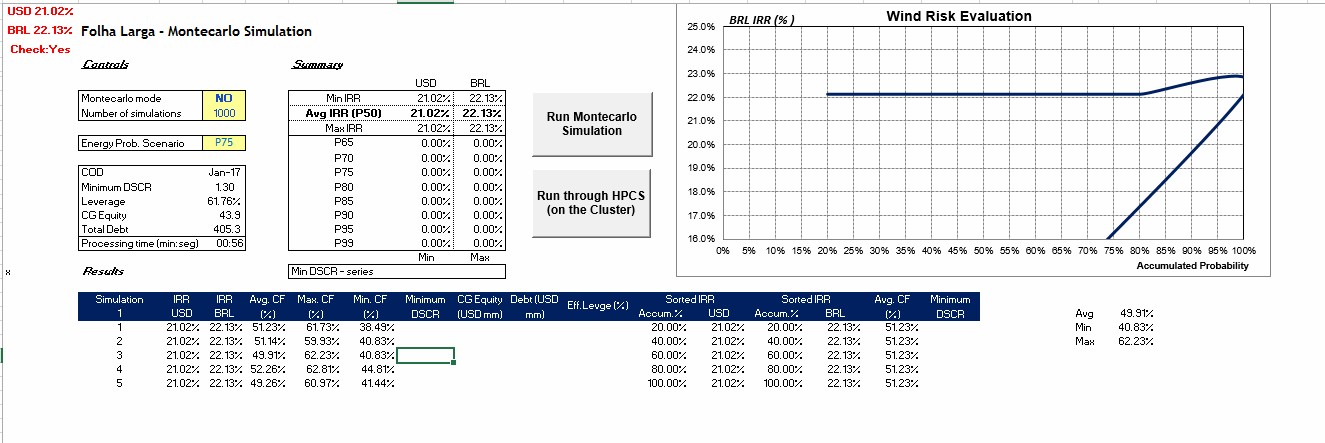 USD 21.02%
BRL 22.13%
Folha Larga - Montecarlo Simulation
Check:Yes
Controls
Montecarlo mode NO
Number of simulations 1000
Energy Prob. Scenario P75
COD Jan-17
Minimum DSCR 1.30
Leverage 61.76%
CG Equity 43.9
Total Debt 405.3
Processing time (min:seg) 00:56
Summary
USD BRL
Min IRR 21.02% 22.13%
Avg IRR (P50) 21.02% 22.13%
Max IRR 21.02% 22.13%
P65 0.00% 0.00%
P70 0.00% 0.00%
P75 0.00% 0.00%
P80 0.00% 0.00%
P85 0.00% 0.00%
P90 0.00% 0.00%
P95 0.00% 0.00%
P99 0.00% 0.00%
Min Max
Min DSCR - series
Run Montecarlo
Simulation
Run through HPCS
(on the Cluster)
BRL IRR (%)
Wind Risk Evaluation
25.0%
24.0%
23.0%
22.0%
21.0%
20.0%
19.0%
18.0%
17.0%
16.0%
0% 5% 10% 15% 20% 25% 30% 35% 40% 45% 50% 55% 60% 65% 70% 75% 80% 85% 90% 95% 100%
Accumulated Probability
x
Results
Simulation IRR IRR Avg. CF Max. CF Min. CF Minimum CG Equity Debt (USD Eff.Levge (%) Sorted IRR Sorted IRR Avg. CF Minimum
1 USD BRL (%) (%) (%) DSCR (USD mm) mm) Accum.% USD Accum.% BRL (%) DSCR
1 21.02% 22.13% 51.23% 61.73% 38.49% 20.00% 21.02% 20.00% 22.13% 51.23%
2 21.02% 22.13% 51.14% 59.93% 40.83% 40.00% 21.02% 40.00% 22.13% 51.23%
3 21.02% 22.13% 49.91% 62.23% 40.83% 60.00% 21.02% 60.00% 22.13% 51.23%
4 21.02% 22.13% 52.26% 62.81% 44.81% 80.00% 21.02% 80.00% 22.13% 51.23%
5 21.02% 22.13% 49.26% 60.97% 41.44% 100.00% 21.02% 100.00% 22.13% 51.23%
Avg 49.91%
Min 40.83%
Max 62.23%